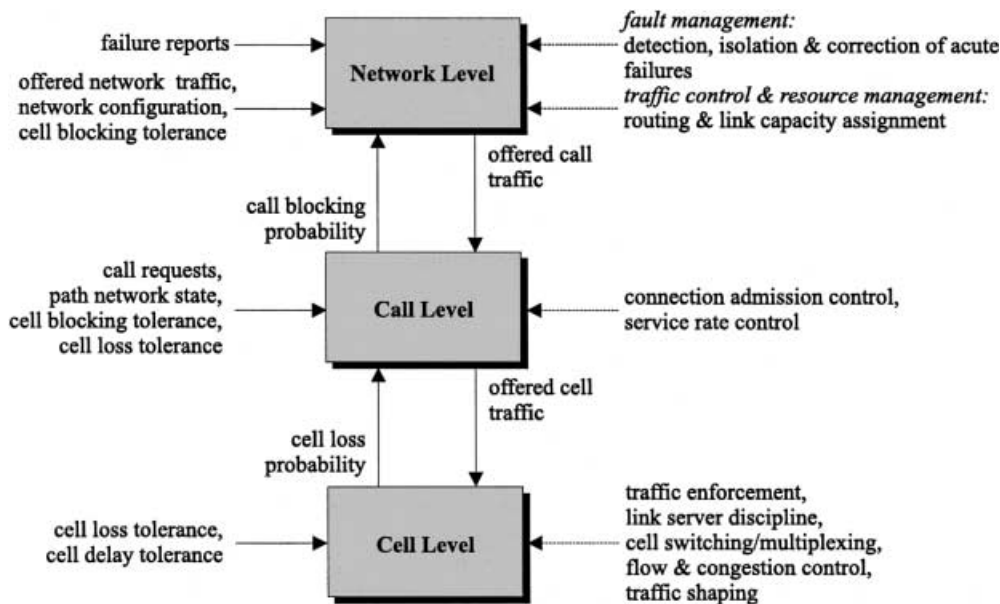 failure reports
offered network traffic,
network configuration,
cell blocking tolerance
Network Level
fault management:
detection, isolation & correction of acute
failures
traffic control & resource management:
routing & link capacity assignment
call blocking
probability
offered call
traffic
call requests,
path network state,
cell blocking tolerance,
cell loss tolerance
Call Level
connection admission control,
service rate control
cell loss
probability
offered cell
traffic
cell loss tolerance,
cell delay tolerance
Cell Level
traffic enforcement,
link server discipline,
cell switching/multiplexing,
flow & congestion control,
traffic shaping